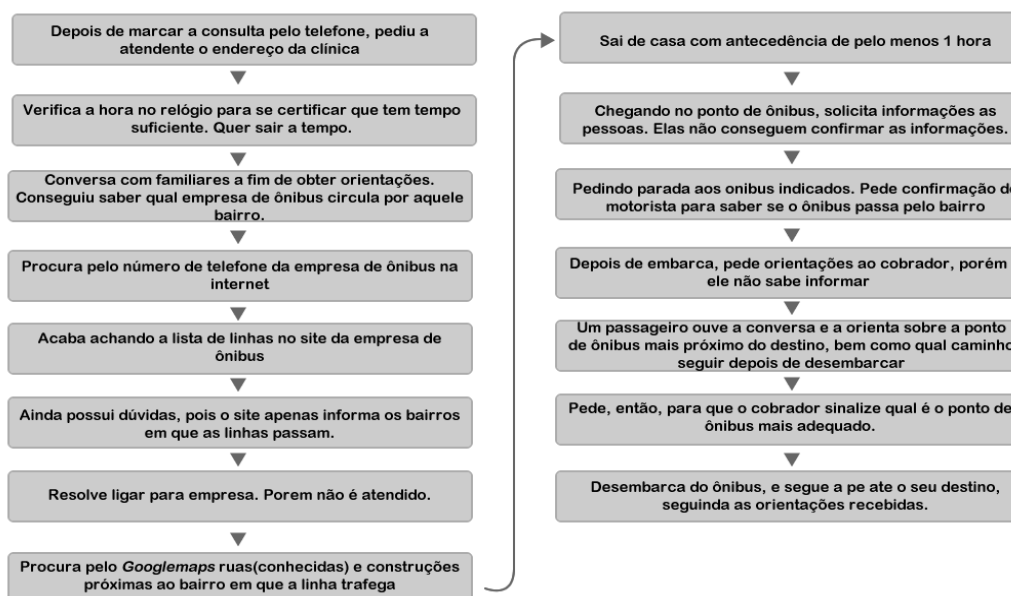 Depois de marcar a consulta pelo telefone, pediu a
atendente o endereço da clínica
Verifica a hora no relógio para se certificar que tem tempo
suficiente. Quer sair a tempo.
Conversa com familiares a fim de obter orientações.
Conseguiu saber qual empresa de ônibus circula por aquele
bairro.
Procura pelo número de telefone da empresa de ônibus na
internet
Acaba achando a lista de linhas no site da empresa de
ônibus
Ainda possui dúvidas, pois o site apenas informa os bairros
em que as linhas passam.
Resolve ligar para empresa. Porem não é atendido.
Procura pelo Googlemaps ruas(conhecidas) e construções
próximas ao bairro em que a linha trafega
Sai de casa com antecedência de pelo menos 1 hora
Chegando no ponto de ônibus, solicita informações as
pessoas. Elas não conseguem confirmar as informações.
Pedindo parada aos onibus indicados. Pede confirmação
motorista para saber se o ônibus passa pelo bairro
Depois de embarca, pede orientações ao cobrador, porém
ele não sabe informar
Um passageiro ouve a conversa e a orienta sobre a ponto
de ônibus mais próximo do destino, bem como qual caminho
seguir depois de desembarcar
Pede, então, para que o cobrador sinalize qual é o ponto de
ônibus mais adequado.
Desembarca do ônibus, e segue a pe ate o seu destino,
seguinda as orientações recebidas.